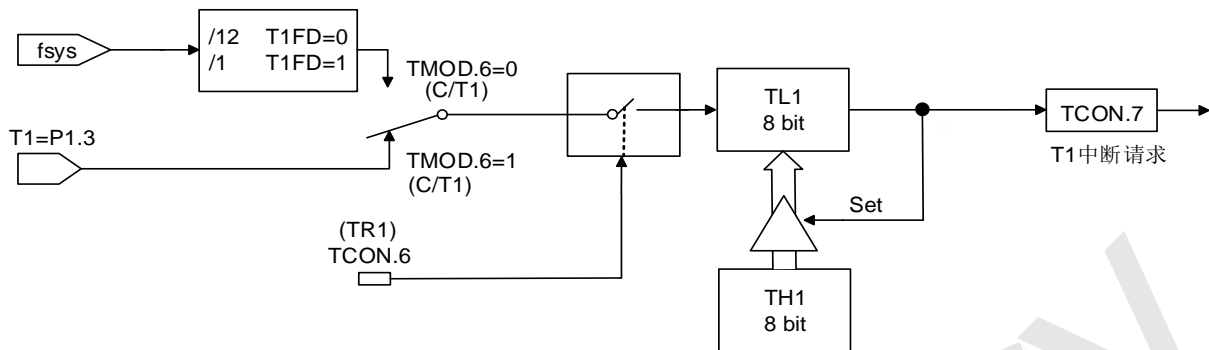 fsys
/12 T1FD=0
/1 T1FD=1
TMOD.6=0
(C/T1)
T1=P1.3
TMOD.6=1
(C/T1)
(TR1)
TCON.6
TL1
8 bit
TCON.7
T1中断请求
Set
TH1
8 bit